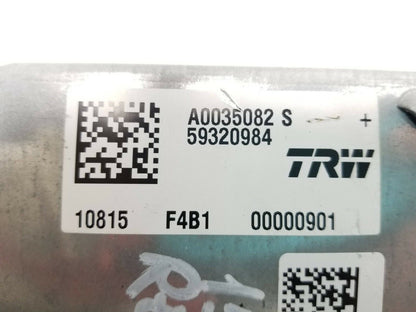 A0035082 S +
59320984
TRW
10815 F4B1 00000901